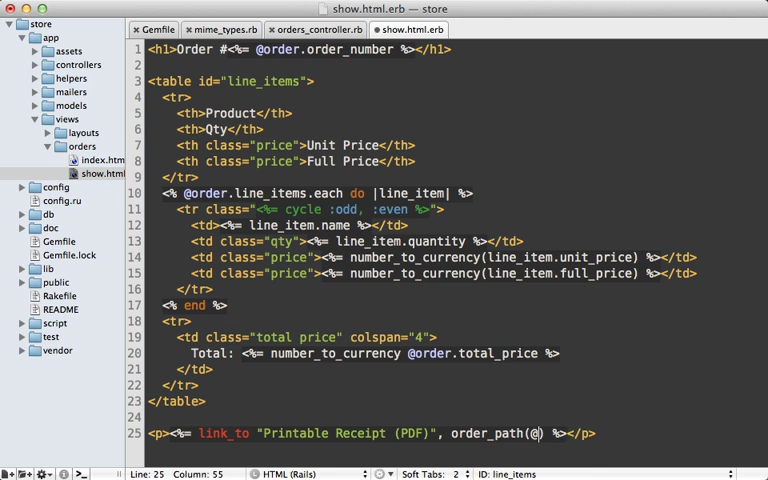 show.html.erb — store
store
app
assets
controllers
helpers
mailers
models
views
layouts
orders
index.htm
show.html
config
config.ru
db
doc
Gemfile
Gemfile.lock
lib
public
Rakefile
README
script
test
vendor
Gemfile mime_types.rb orders_controller.rb show.html.erb
1 <h1>Order #<%= @order.order_number %></h1>
2
3 <table id="line_items">
4 <tr>
5 <th>Product</th>
6 <th>Qty</th>
7 <th class="price">Unit Price</th>
8 <th class="price">Full Price</th>
9 </tr>
10 <% @order.line_items.each do |line_item| %>
11 <tr class="<%= cycle :odd, :even %>">
12 <td><%= line_item.name %></td>
13 <td class="qty"><%= line_item.quantity %></td>
14 <td class="price"><%= number_to_currency(line_item.unit_price) %></td>
15 <td class="price"><%= number_to_currency(line_item.full_price) %></td>
16 </tr>
17 <% end %>
18 <tr>
19 <td class="total price" colspan="4">
20 Total: <%= number_to_currency @order.total_price %>
21 </td>
22 </tr>
23 </table>
24
25 <p><%= link_to "Printable Receipt (PDF)", order_path(@) %></p>
Line: 25 Column: 55 HTML (Rails) Soft Tabs: 2 ID: line_items